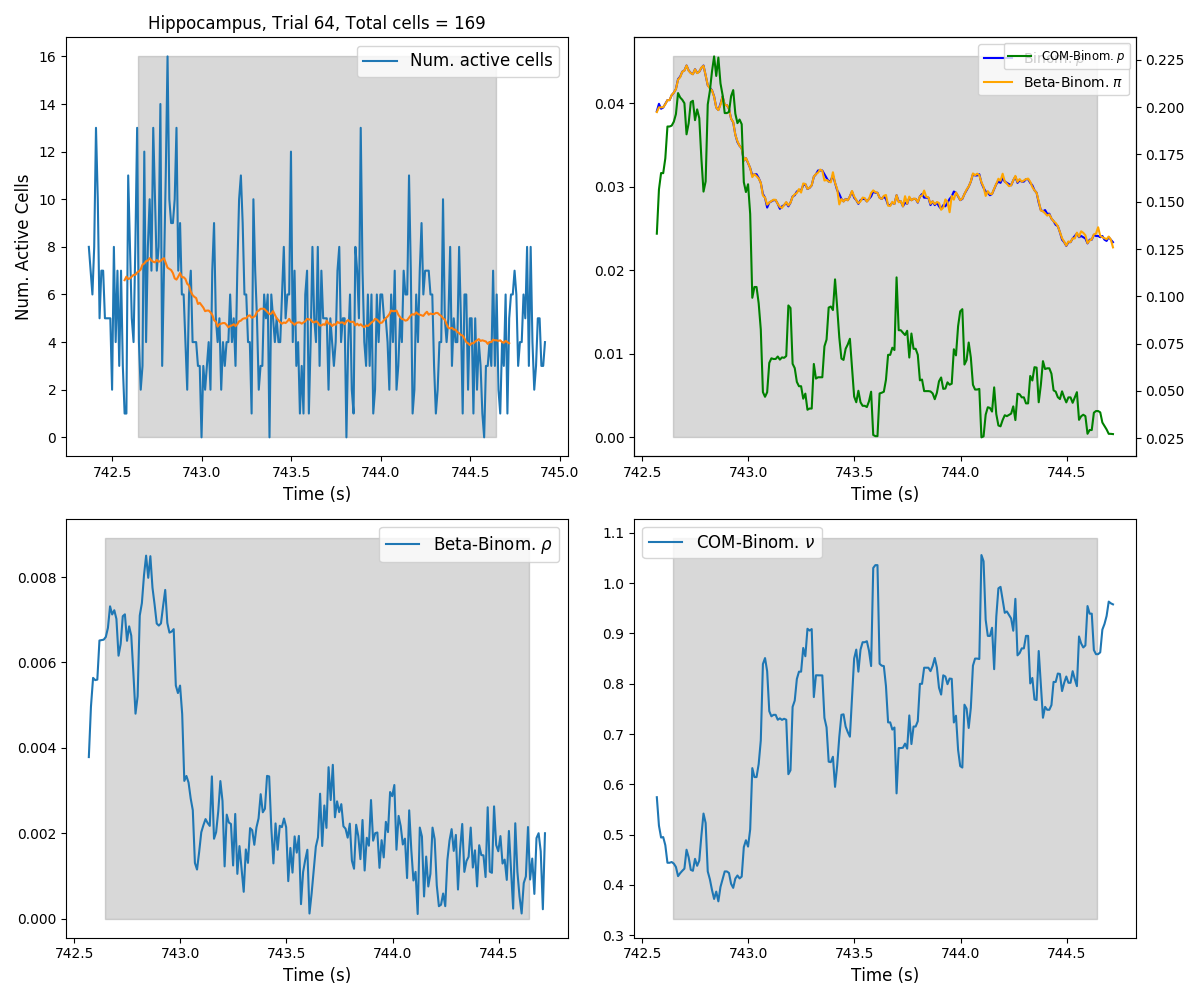 Hippocampus, Trial 64, Total cells = 169
Num. active cells
16
14
12
10
8
6
4
2
0
Num. Active Cells
742.5 743.0 743.5 744.0 744.5 745.0
Time (s)
COM-Binom. p
Beta-Binom. π
0.04
0.03
0.02
0.01
0.00
0.225
0.200
0.175
0.150
0.125
0.100
0.075
0.050
0.025
742.5 743.0 743.5 744.0 744.5
Time (s)
Beta-Binom. ρ
0.008
0.006
0.004
0.002
0.000
742.5 743.0 743.5 744.0 744.5
Time (s)
COM-Binom. ν
1.1
1.0
0.9
0.8
0.7
0.6
0.5
0.4
0.3
742.5 743.0 743.5 744.0 744.5
Time (s)